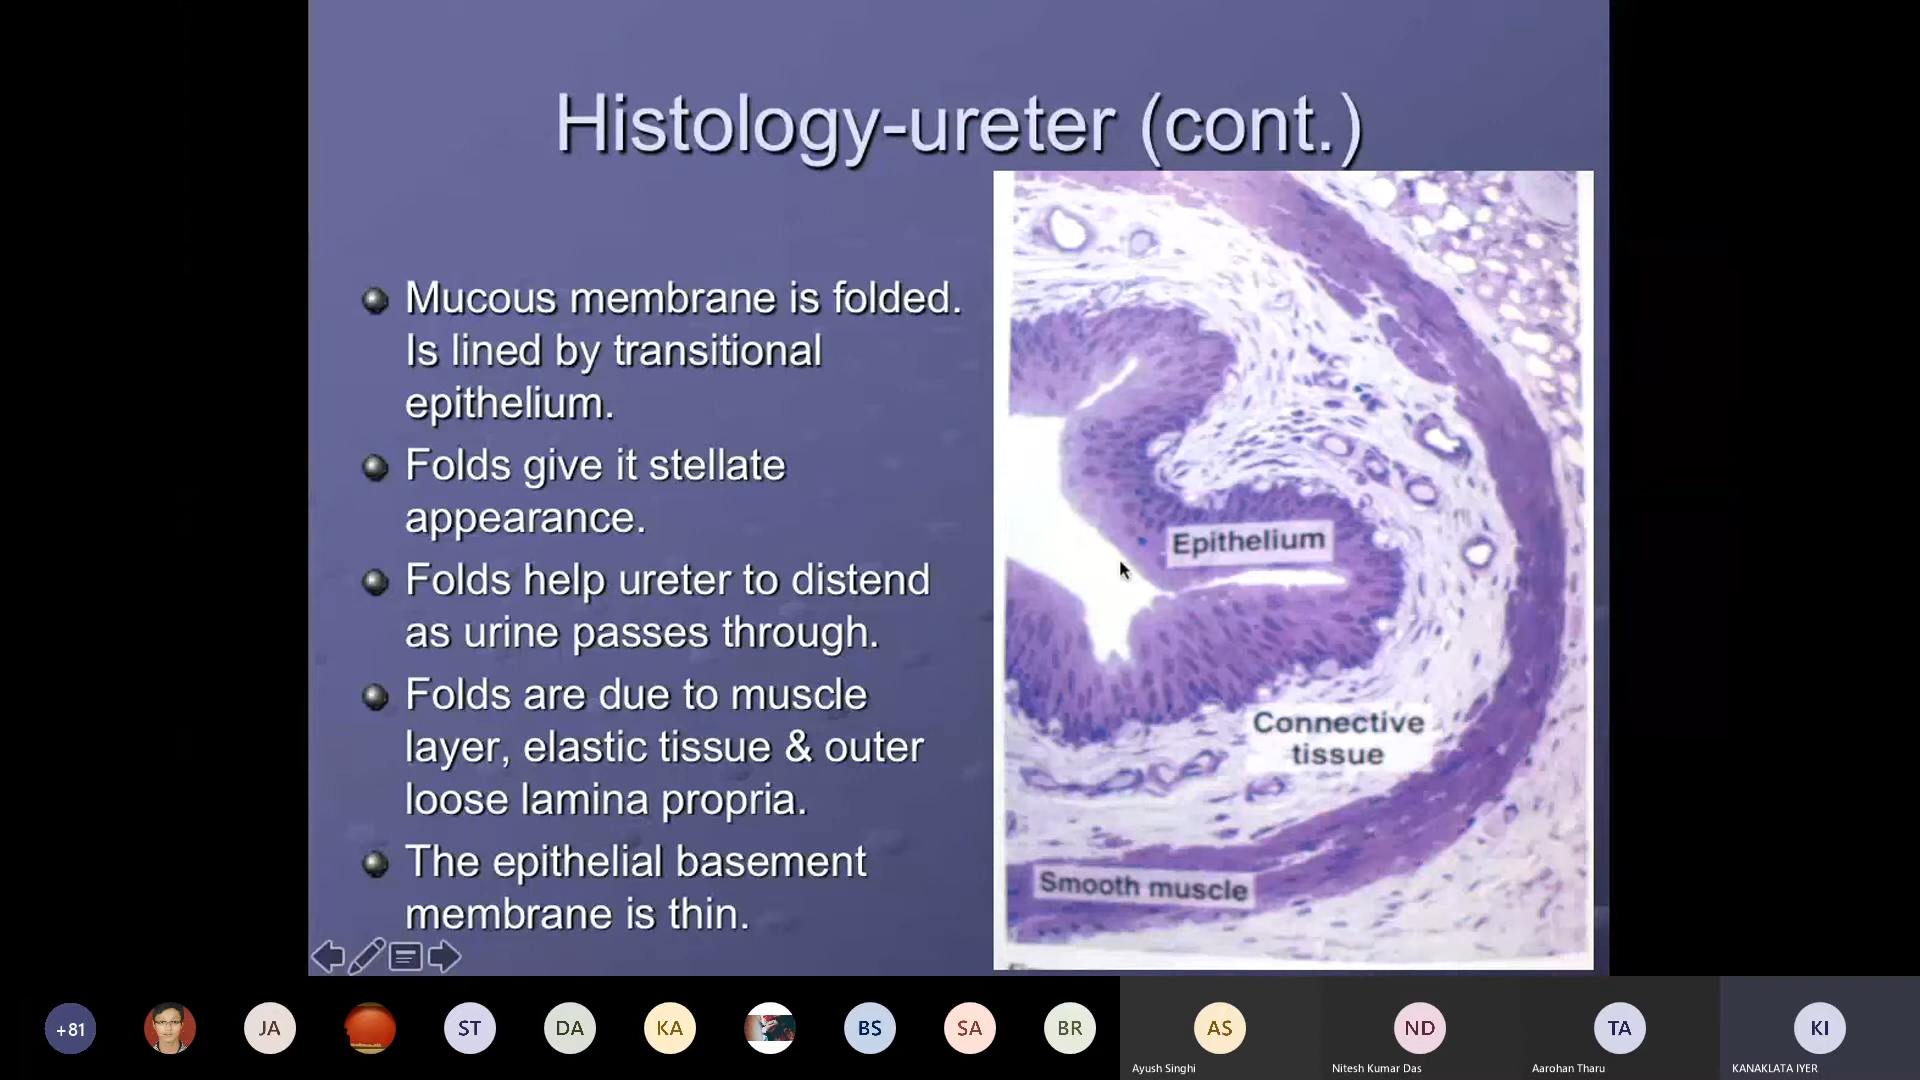 Histology-ureter (cont.)
Mucous membrane is folded.
Is lined by transitional
epithelium.
Folds give it stellate
appearance.
Folds help ureter to distend
as urine passes through.
Folds are due to muscle
layer, elastic tissue & outer
loose lamina propria.
The epithelial basement
membrane is thin.
Epithelium
Connective
tissue
Smooth muscle
+81
JA
ST
DA
KA
BS
SA
BR
AS
ND
TA
KI
Ayush Singhi
Nitesh Kumar Das
Aarohan Tharu
KANAKLATA IYER